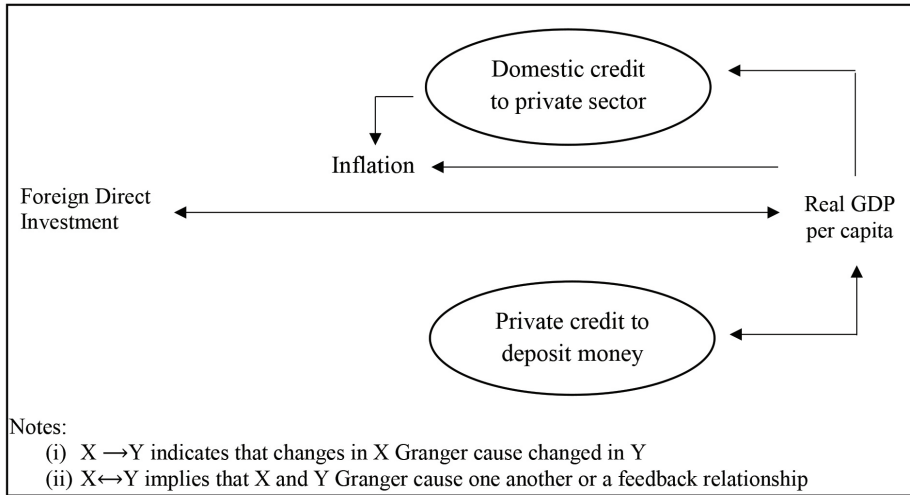 Domestic credit
to private sector
Inflation
Foreign Direct
Investment
Real GDP
per capita
Private credit to
deposit money
Notes:
(i) X →Y indicates that changes in X Granger cause changed in Y
(ii) X↔Y implies that X and Y Granger cause one another or a feedback relationship